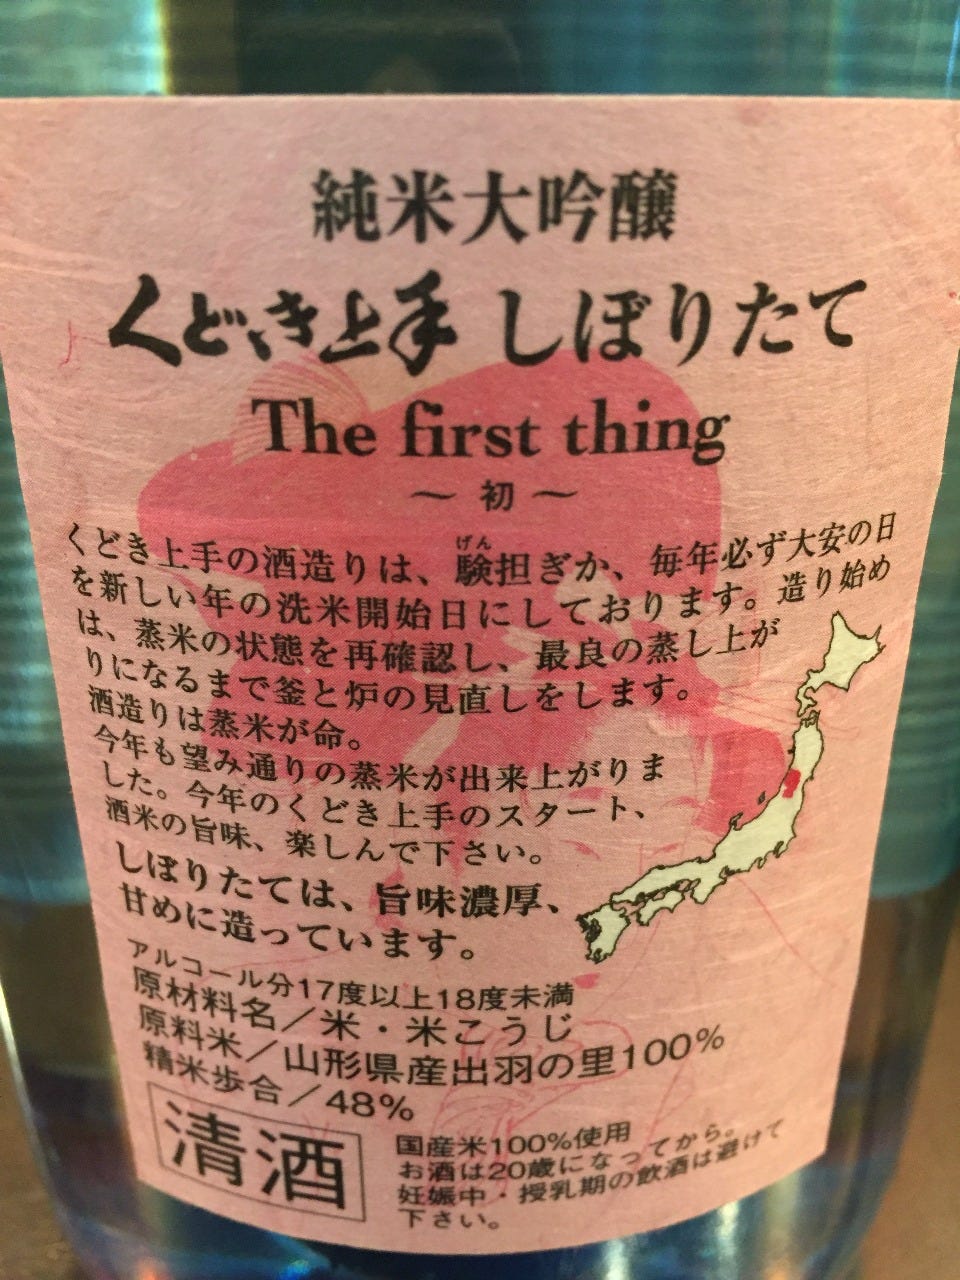 純米大吟醸
くどき上手 しぼりたて
The first thing
～ 初 ～
げん
くどき上手の酒造りは、験担ぎか、毎年必ず大安の日
を新しい年の洗米開始日にしております。造り始め
は、蒸米の状態を再確認し、最良の蒸し上が
りになるまで釜と炉の見直しをします。
酒造りは蒸米が命。
今年も望み通りの蒸米が出来上がりま
した。今年のくどき上手のスタート、
酒米の旨味、楽しんで下さい。
しぼりたては、旨味濃厚、
甘めに造っています。
アルコール分17度以上18度未満
原材料名／米・米こうじ
原料米／山形県産出羽の里100%
精米歩合／48%
清酒
国産米100%使用
お酒は20歳になってから。
妊娠中・授乳期の飲酒は避けて
下さい。